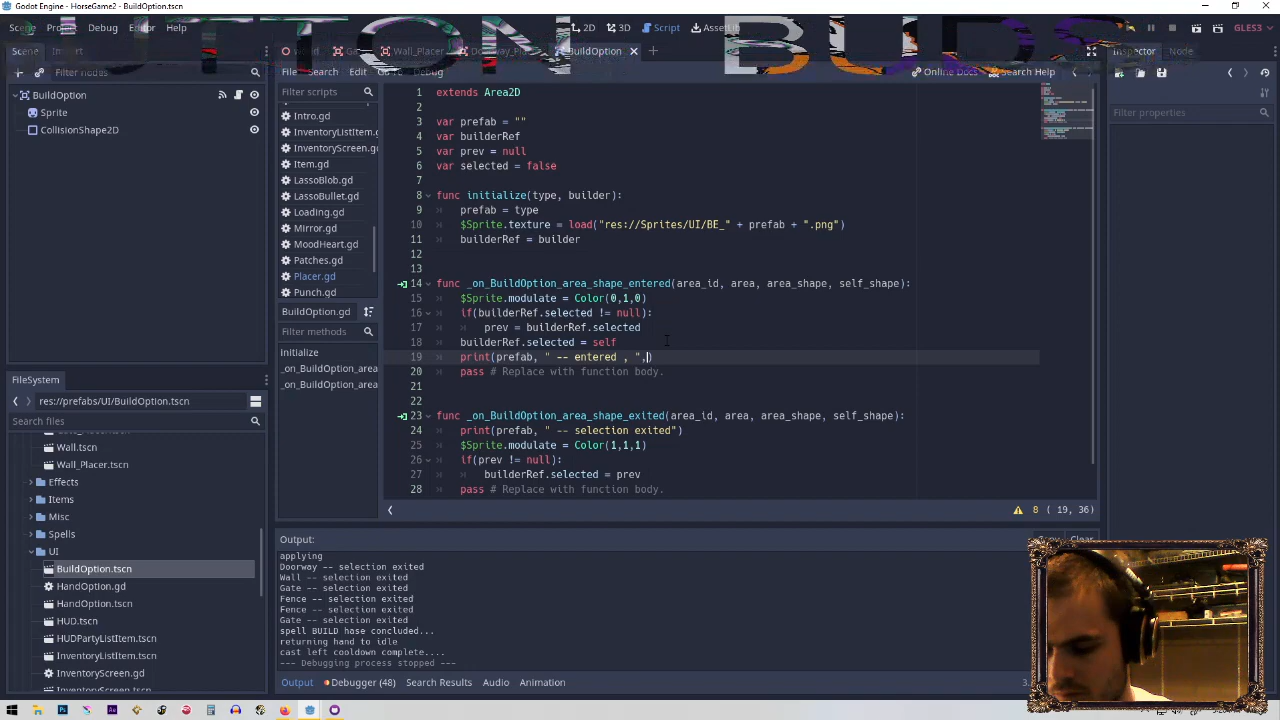 Godot Engine - HorseGame2 - BuildOption.tscn
Scene Project Debug Editor Help
2D 3D Script AssetLib
GLES3
UTTON BUDS
Scene Import
Wall_Placer BuildOption
Inspector Node
Filter nodes
File Search Edit Debug
Online Docs Search Help
BuildOption
Sprite
CollisionShape2D
Filter scripts
Intro.gd
InventoryListItem.g
InventoryScreen.gd
Item.gd
LassoBlob.gd
LassoBullet.gd
Loading.gd
Mirror.gd
MoodHeart.gd
Patches.gd
Placer.gd
Punch.gd
BuildOption.gd
Filter methods
initialize
_on_BuildOption_area
_on_BuildOption_area
1 extends Area2D
2
3 var prefab = ""
4 var builderRef
5 var prev = null
6 var selected = false
7
8 func initialize(type, builder):
9 prefab = type
10 $Sprite.texture = load("res://Sprites/UI/BE_" + prefab + ".png")
11 builderRef = builder
12
13
14 func _on_BuildOption_area_shape_entered(area_id, area, area_shape, self_shape):
15 $Sprite.modulate = Color(0,1,0)
16 if(builderRef.selected != null):
17 prev = builderRef.selected
18 builderRef.selected = self
19 print(prefab, " -- entered , ",)
20 pass # Replace with function body.
21
22
23 func _on_BuildOption_area_shape_exited(area_id, area, area_shape, self_shape):
24 print(prefab, " -- selection exited")
25 $Sprite.modulate = Color(1,1,1)
26 if(prev != null):
27 builderRef.selected = prev
28 pass # Replace with function body.
8 ( 19, 36)
Filter properties
FileSystem
res://prefabs/UI/BuildOption.tscn
Search files
Wall.tscn
Wall_Placer.tscn
Effects
Items
Misc
Spells
UI
BuildOption.tscn
HandOption.gd
HandOption.tscn
HUD.tscn
HUDPartyListItem.tscn
InventoryListItem.tscn
InventoryScreen.gd
InventoryScreen.tscn
Output:
Clear
applying
Doorway -- selection exited
Wall -- selection exited
Gate -- selection exited
Fence -- selection exited
Fence -- selection exited
Gate -- selection exited
spell BUILD hase concluded...
returning hand to idle
cast left cooldown complete....
--- Debugging process stopped ---
Output Debugger (48) Search Results Audio Animation
3.